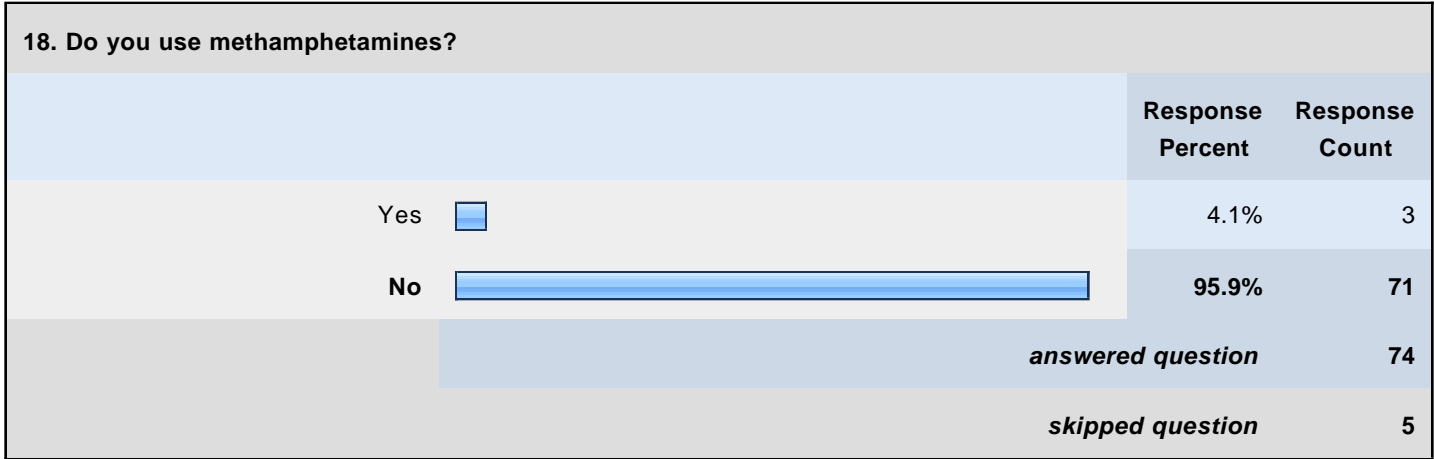 18. Do you use methamphetamines?
Response Response
Percent Count
Yes 4.1% 3
No 95.9% 71
answered question 74
skipped question 5